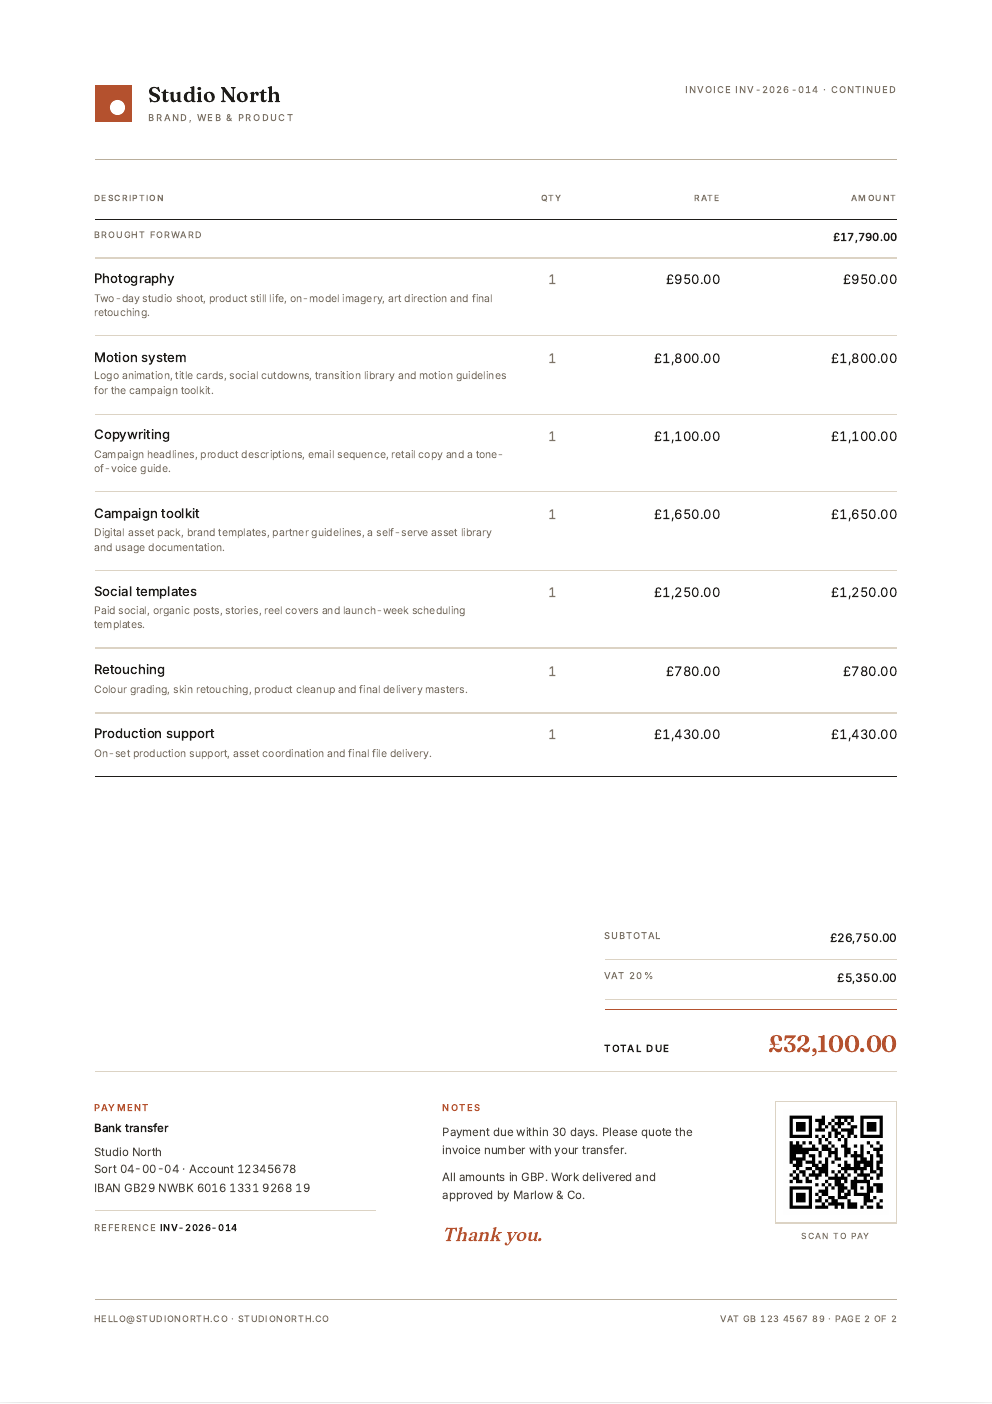 Studio North
BRAND, WEB & PRODUCT
INVOICE INV-2026-014 · CONTINUED
DESCRIPTION QTY RATE AMOUNT
BROUGHT FORWARD £17,790.00
Photography 1 £950.00 £950.00
Two-day studio shoot, product still life, on-model imagery, art direction and final
retouching.
Motion system 1 £1,800.00 £1,800.00
Logo animation, title cards, social cutdowns, transition library and motion guidelines
for the campaign toolkit.
Copywriting 1 £1,100.00 £1,100.00
Campaign headlines, product descriptions, email sequence, retail copy and a tone-
of-voice guide.
Campaign toolkit 1 £1,650.00 £1,650.00
Digital asset pack, brand templates, partner guidelines, a self-serve asset library
and usage documentation.
Social templates 1 £1,250.00 £1,250.00
Paid social, organic posts, stories, reel covers and launch-week scheduling
templates.
Retouching 1 £780.00 £780.00
Colour grading, skin retouching, product cleanup and final delivery masters.
Production support 1 £1,430.00 £1,430.00
On-set production support, asset coordination and final file delivery.
SUBTOTAL £26,750.00
VAT 20% £5,350.00
TOTAL DUE £32,100.00
PAYMENT
Bank transfer
Studio North
Sort 04-00-04 · Account 12345678
IBAN GB29 NWBK 6016 1331 9268 19
REFERENCE INV-2026-014
NOTES
Payment due within 30 days. Please quote the
invoice number with your transfer.
All amounts in GBP. Work delivered and
approved by Marlow & Co.
Thank you.
SCAN TO PAY
HELLO@STUDIONORTH.CO · STUDIONORTH.CO
VAT GB 123 4567 89 · PAGE 2 OF 2